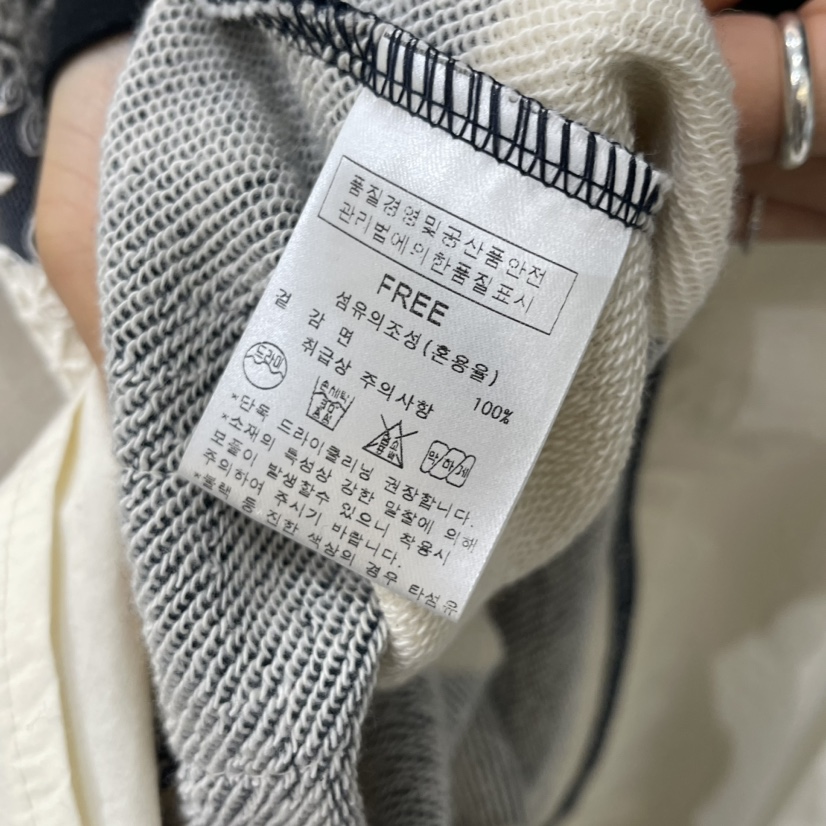 품질경영및공산품안전
관리법에의한품질표시
FREE
섬유의조성(혼용율)
겉 감 면 100%
취급상 주의사항
드라이
손세탁
약하게
*단독 드라이클리닝 권장합니다.
*소재의 특성상 강한 마찰에 의해
보풀이 발생할수 있으니 착용시
주의하여 주시기 바랍니다.
*블랙 등 진한 색상의 경우 타섬유